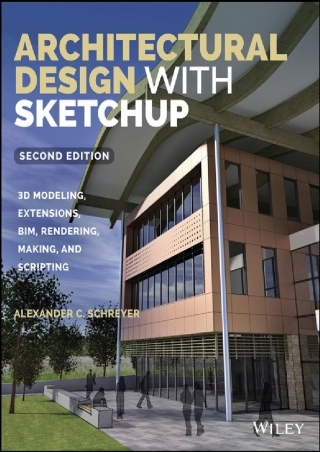 ARCHITECTURAL
DESIGN WITH
SKETCHUP
SECOND EDITION
3D MODELING,
EXTENSIONS,
BIM, RENDERING,
MAKING, AND
SCRIPTING
ALEXANDER C. SCHREYER
WILEY